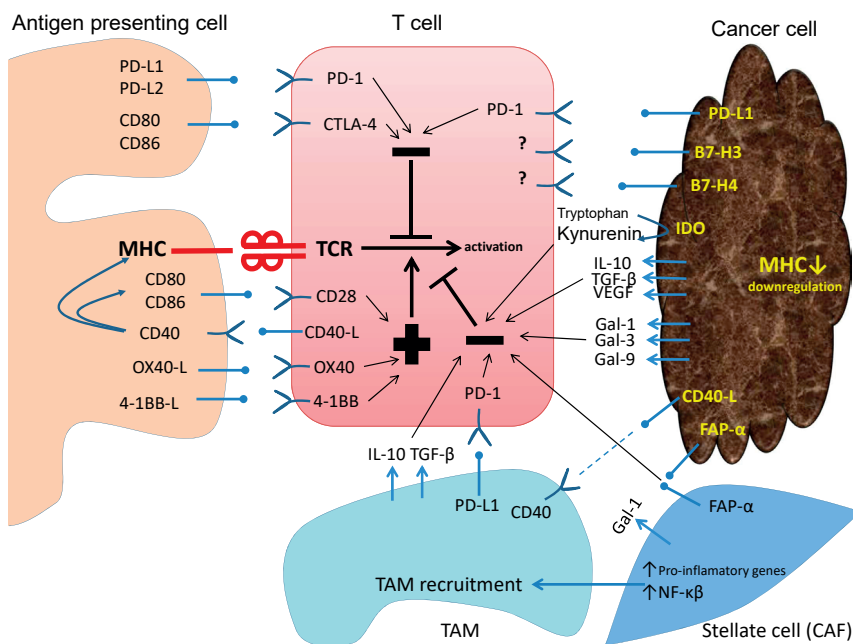 Antigen presenting cell
T cell
Cancer cell
PD-L1
PD-L2
CD80
CD86
PD-1
CTLA-4
PD-1
?
?
PD-L1
B7-H3
B7-H4
Tryptophan
Kynurenin
IDO
MHC
TCR
activation
IL-10
TGF-β
VEGF
MHC↓
downregulation
CD80
CD86
CD40
CD28
CD40-L
Gal-1
Gal-3
Gal-9
OX40-L
OX40
4-1BB-L
4-1BB
PD-1
CD40-L
FAP-α
IL-10 TGF-β
PD-L1
CD40
Gal-1
FAP-α
TAM recruitment
↑Pro-inflamatory genes
↑NF-κβ
TAM
Stellate cell (CAF)